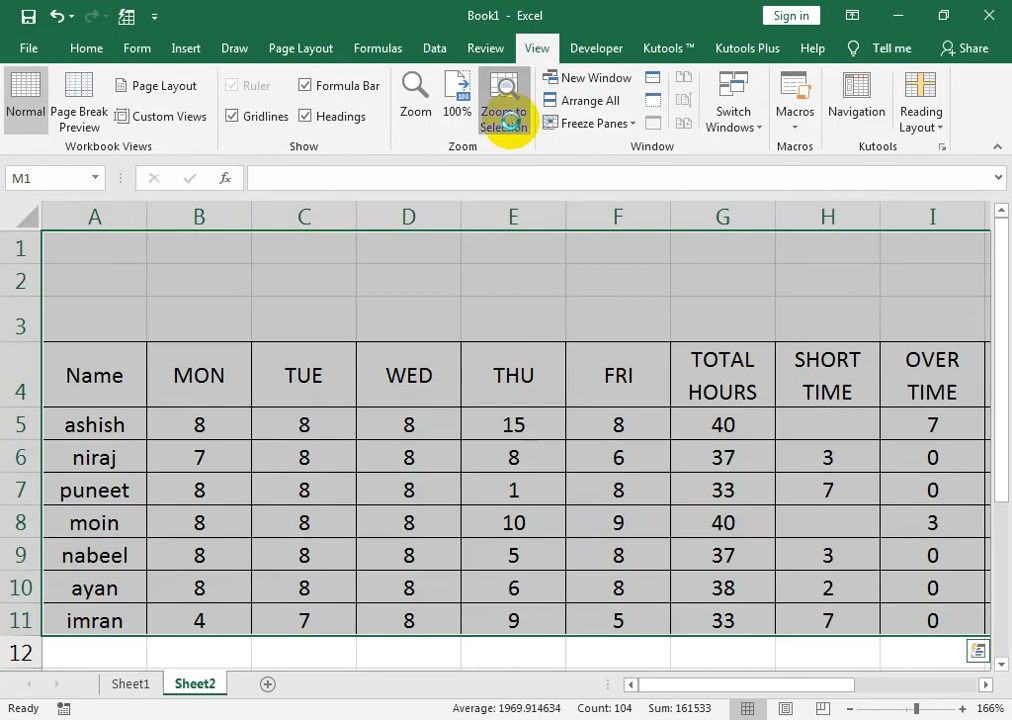 Book1 - Excel
Sign in
File Home Form Insert Draw Page Layout Formulas Data Review View Developer Kutools ™ Kutools Plus Help Tell me Share
Normal
Page Break Preview
Page Layout
Custom Views
Workbook Views
Ruler
Formula Bar
Gridlines
Headings
Show
Zoom
100%
Zoom to Selection
Zoom
New Window
Arrange All
Freeze Panes
Switch Windows
Window
Macros
Macros
Navigation
Reading Layout
Kutools
M1
fx
A B C D E F G H I
1
2
3
4 Name MON TUE WED THU FRI TOTAL HOURS SHORT TIME OVER TIME
5 ashish 8 8 8 15 8 40 7
6 niraj 7 8 8 8 6 37 3 0
7 puneet 8 8 8 1 8 33 7 0
8 moin 8 8 8 10 9 40 3
9 nabeel 8 8 8 5 8 37 3 0
10 ayan 8 8 8 6 8 38 2 0
11 imran 4 7 8 9 5 33 7 0
12
Sheet1 Sheet2
Ready Average: 1969.914634 Count: 104 Sum: 161533 166%